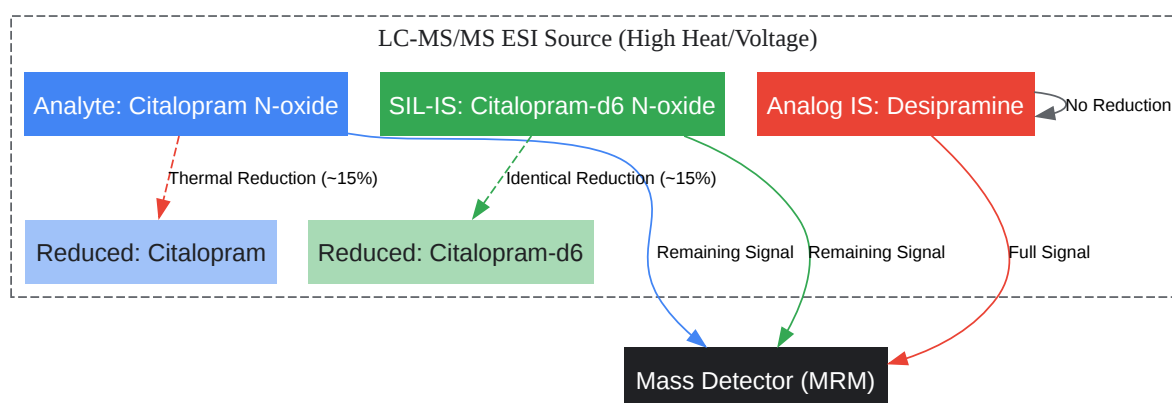 LC-MS/MS ESI Source (High Heat/Voltage)
Analyte: Citalopram N-oxide
SIL-IS: Citalopram-d6 N-oxide
Analog IS: Desipramine
No Reduction
Thermal Reduction (~15%)
Identical Reduction (~15%)
Reduced: Citalopram
Reduced: Citalopram-d6
Remaining Signal
Remaining Signal
Full Signal
Mass Detector (MRM)